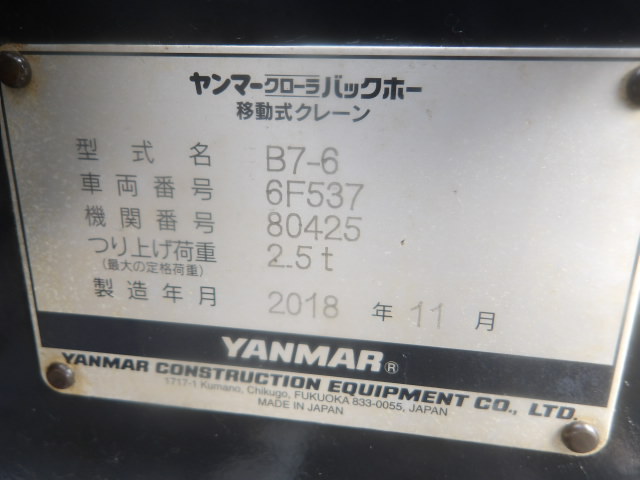 ヤンマークローラバックホー
移動式クレーン
型式名 B7-6
車両番号 6F537
機関番号 80425
つり上げ荷重 2.5t
(最大の定格荷重)
製造年月 2018 年 11 月
YANMAR®
YANMAR CONSTRUCTION EQUIPMENT CO., LTD.
1717-1 Kumano, Chikugo, FUKUOKA 833-0055, JAPAN
MADE IN JAPAN